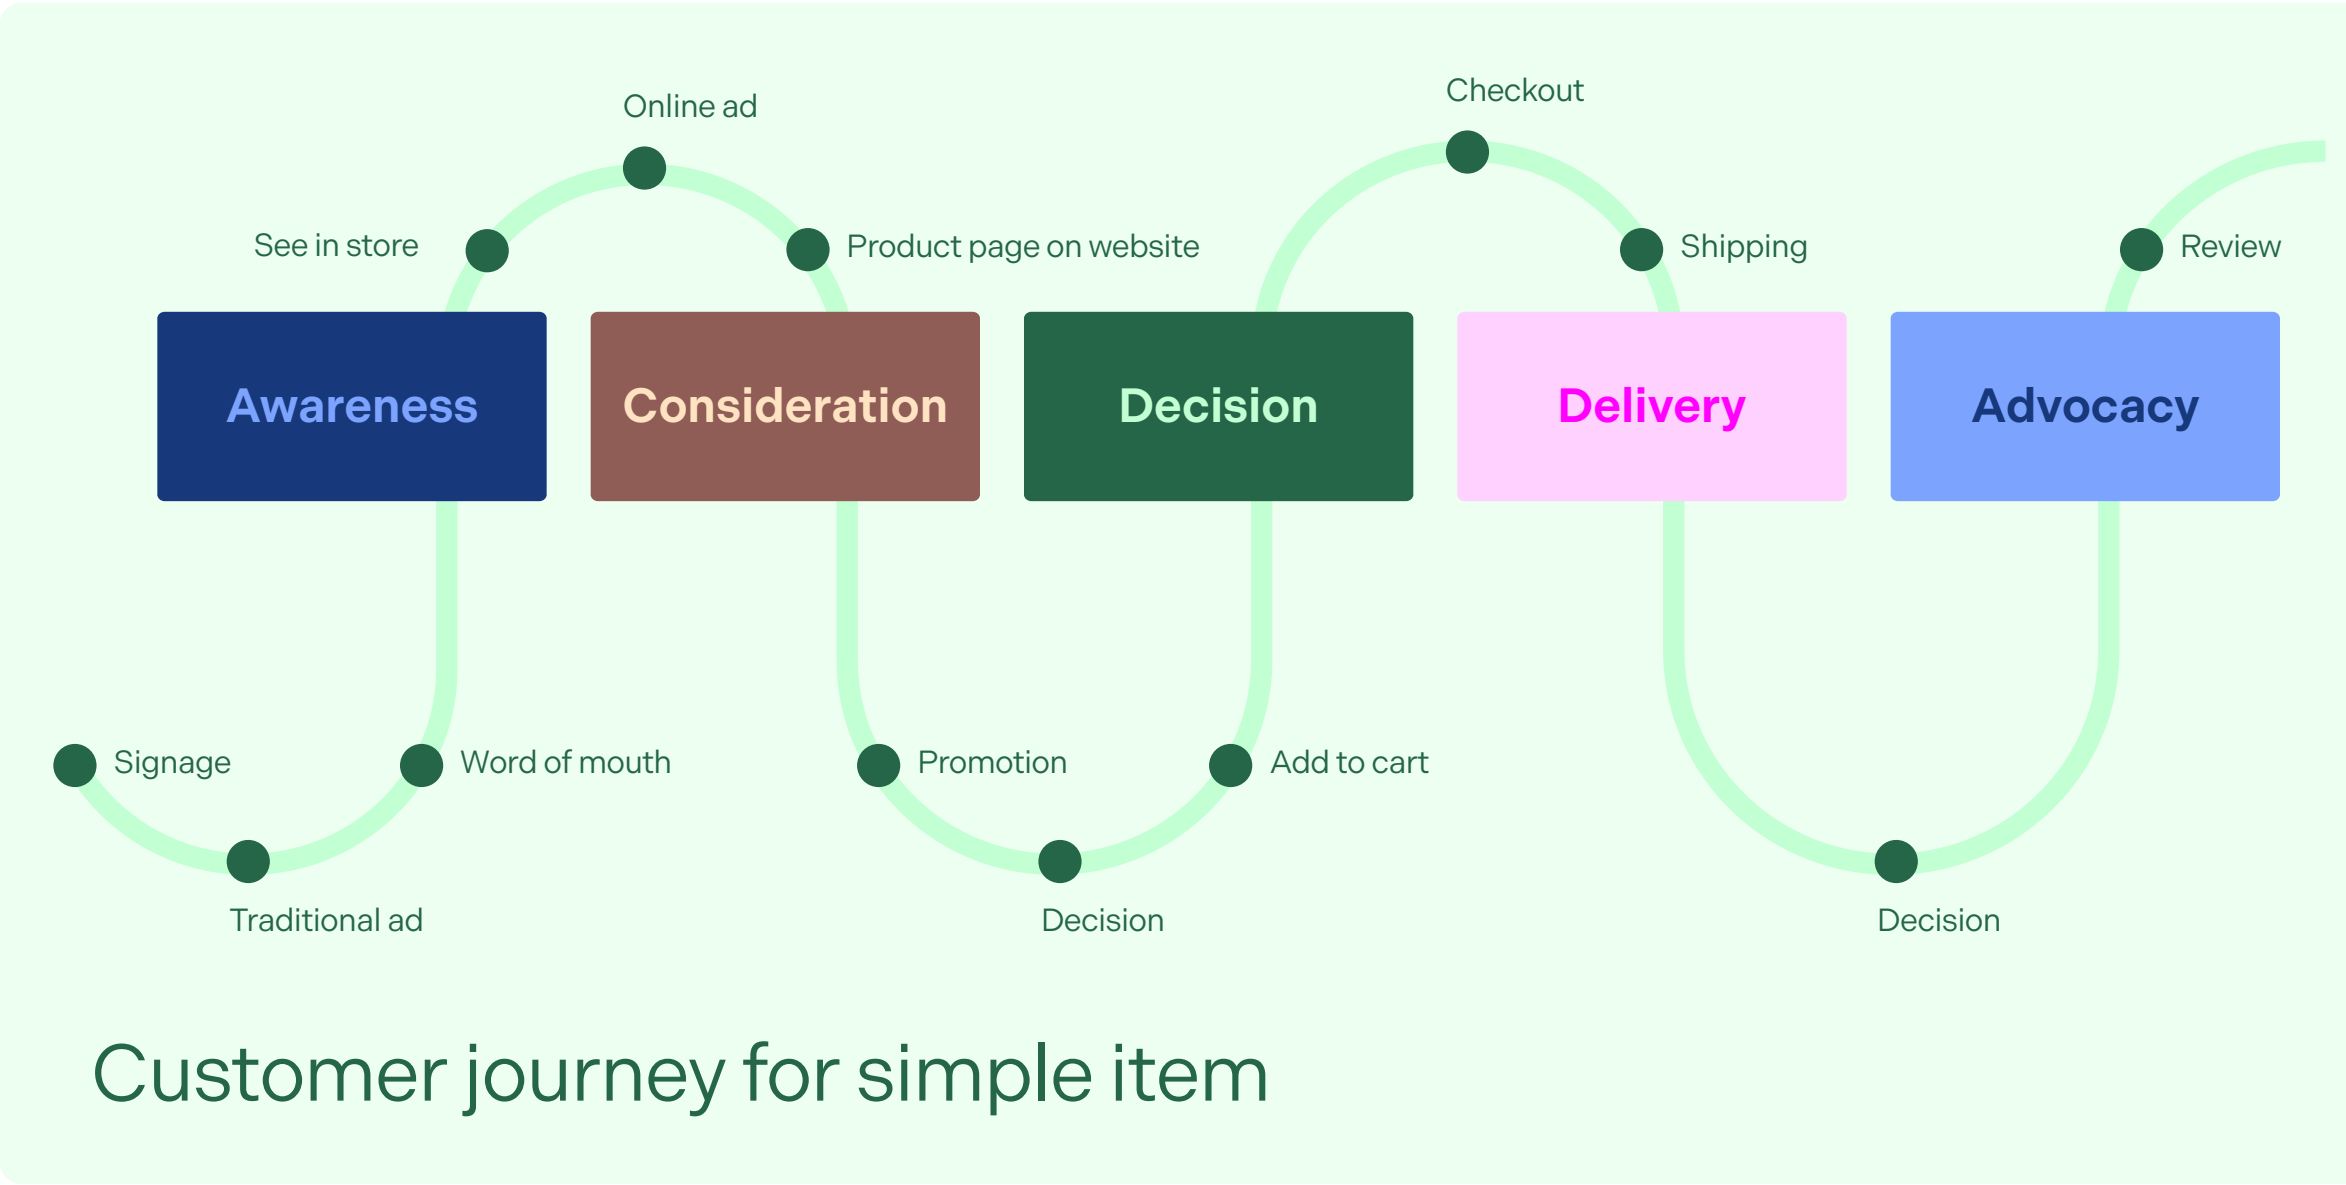 Checkout
Online ad
See in store
Product page on website
Shipping
Review
Awareness
Consideration
Decision
Delivery
Advocacy
Signage
Word of mouth
Promotion
Add to cart
Traditional ad
Decision
Decision
Customer journey for simple item